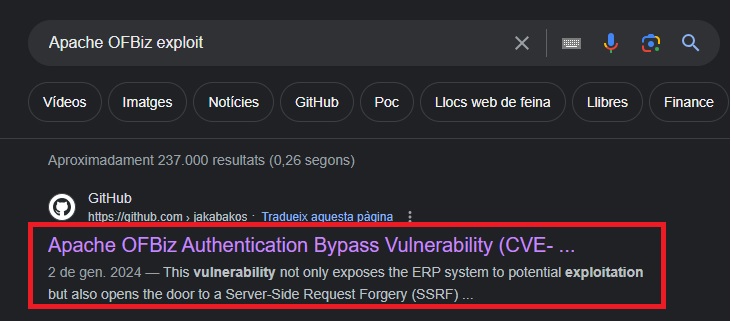 Apache OFBiz exploit
Vídeos Imatges Notícies GitHub Poc Llocs web de feina Llibres Finance
Aproximadament 237.000 resultats (0,26 segons)
GitHub
https://github.com › jakabakos · Tradueix aquesta pàgina
Apache OFBiz Authentication Bypass Vulnerability (CVE- ...
2 de gen. 2024 — This vulnerability not only exposes the ERP system to potential exploitation
but also opens the door to a Server-Side Request Forgery (SSRF) ...